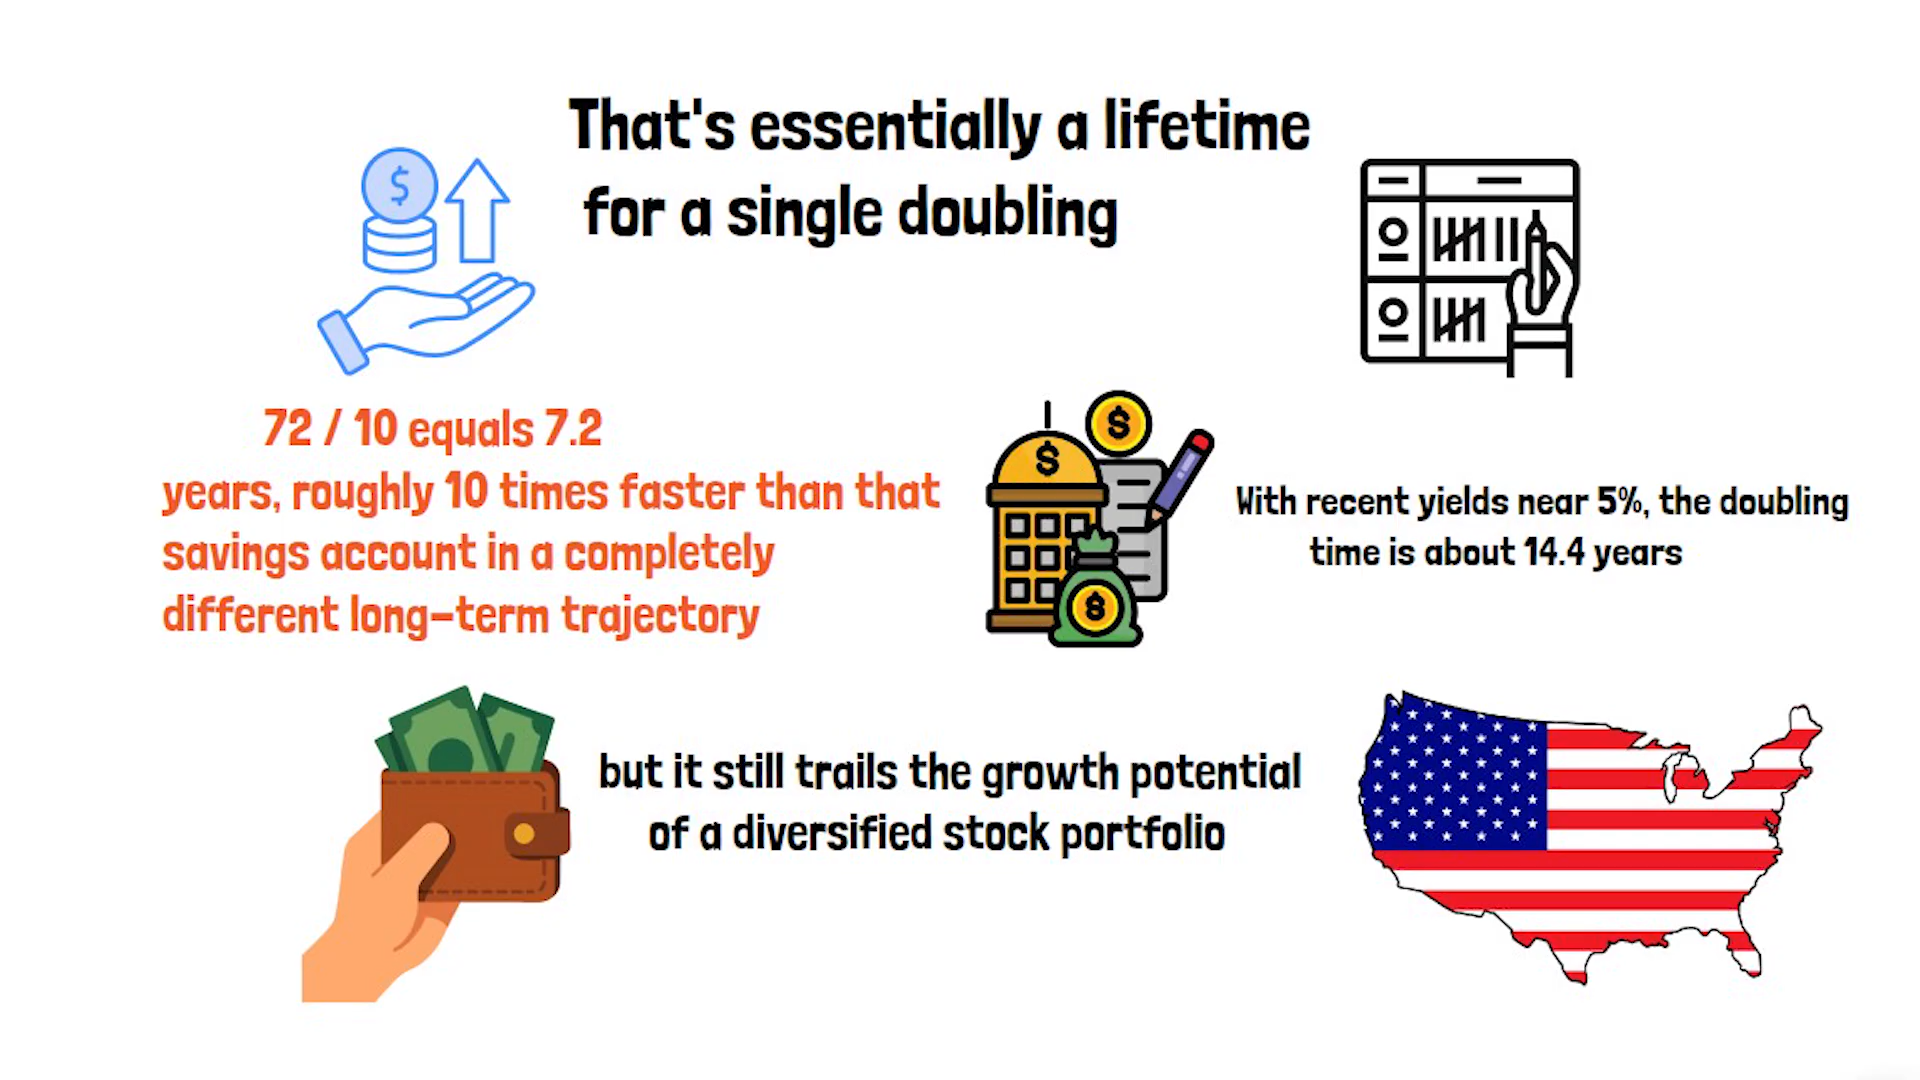 That's essentially a lifetime
for a single doubling
72 / 10 equals 7.2
years, roughly 10 times faster than that
savings account in a completely
different long-term trajectory
With recent yields near 5%, the doubling
time is about 14.4 years
but it still trails the growth potential
of a diversified stock portfolio